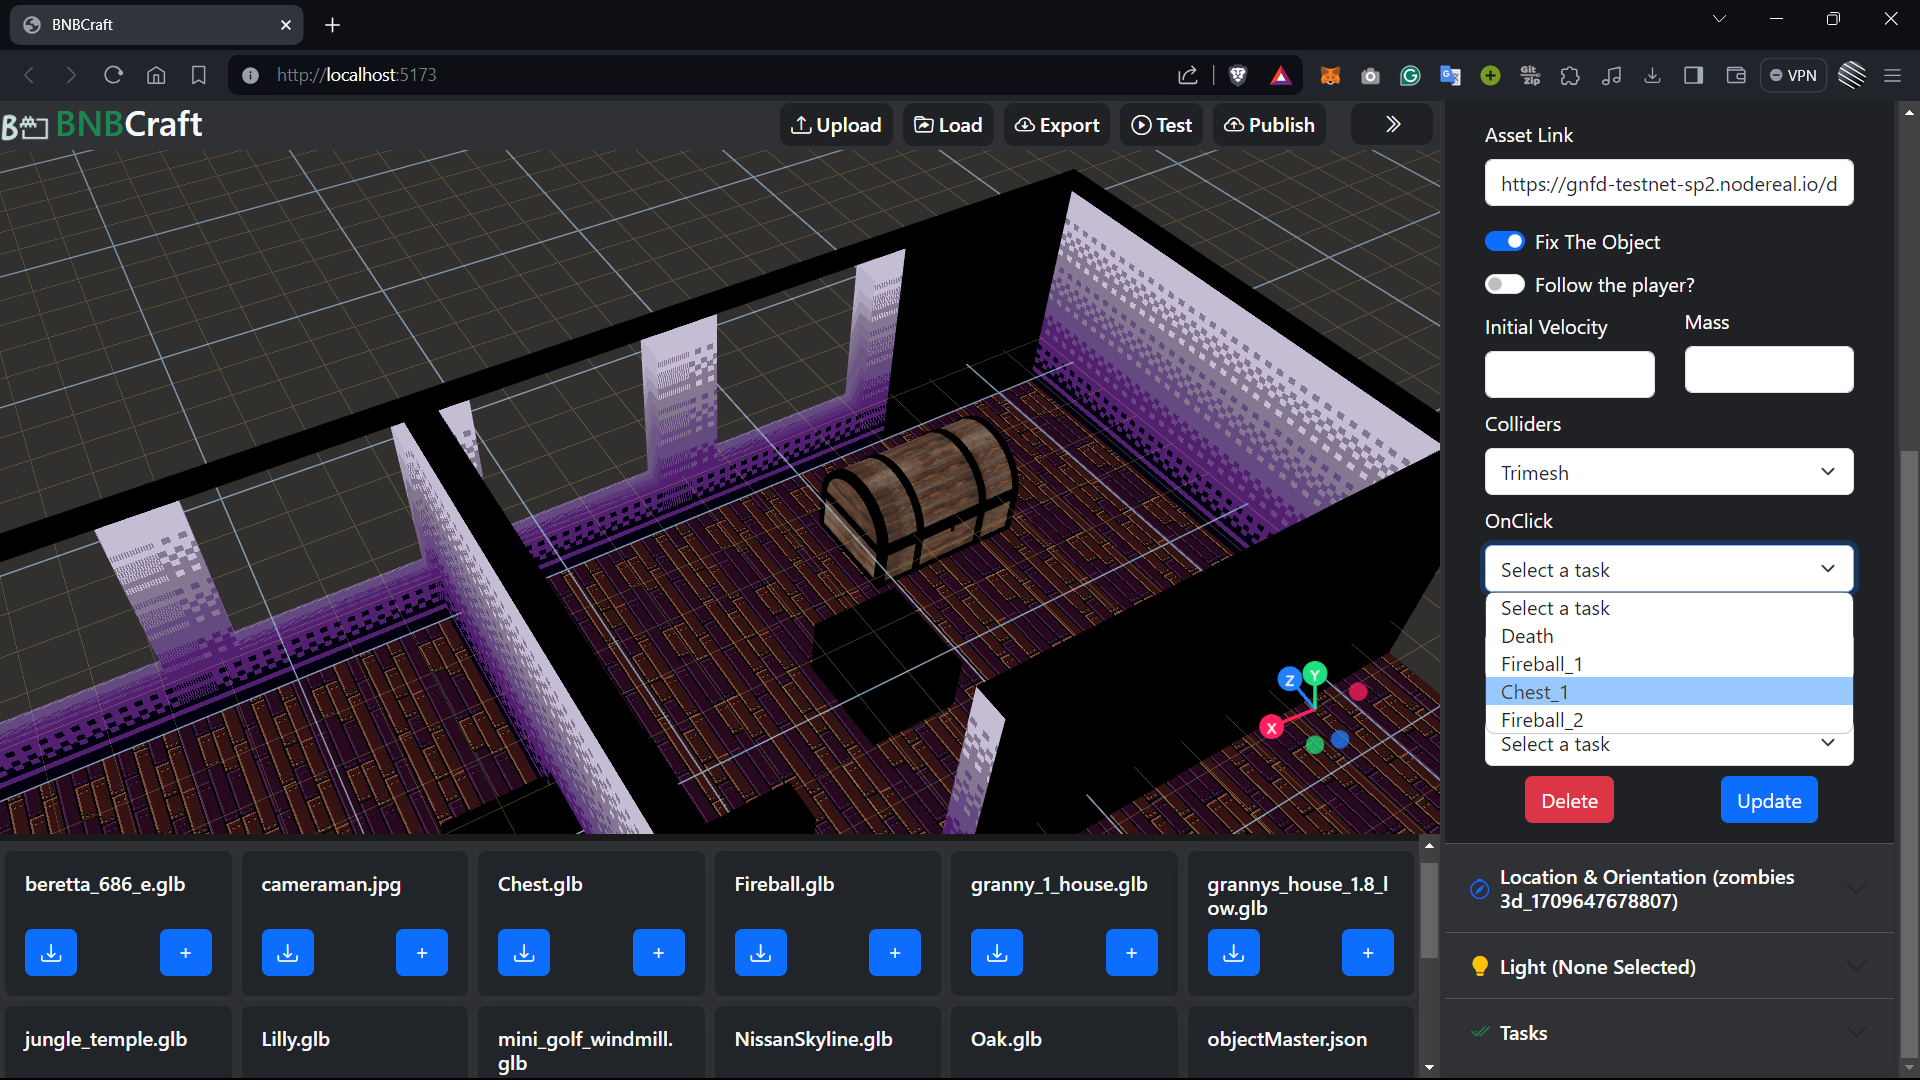 BNBCraft
http://localhost:5173
VPN
BNBCraft
Upload
Load
Export
Test
Publish
Asset Link
https://gnfd-testnet-sp2.nodereal.io/d
Fix The Object
Follow the player?
Initial Velocity
Mass
Colliders
Trimesh
OnClick
Select a task
Select a task
Death
Fireball_1
Chest_1
Fireball_2
Select a task
Delete
Update
Z
Y
X
Location & Orientation (zombies
3d_1709647678807)
Light (None Selected)
Tasks
beretta_686_e.glb
cameraman.jpg
Chest.glb
Fireball.glb
granny_1_house.glb
grannys_house_1.8_l
ow.glb
jungle_temple.glb
Lilly.glb
mini_golf_windmill.
glb
NissanSkyline.glb
Oak.glb
objectMaster.json